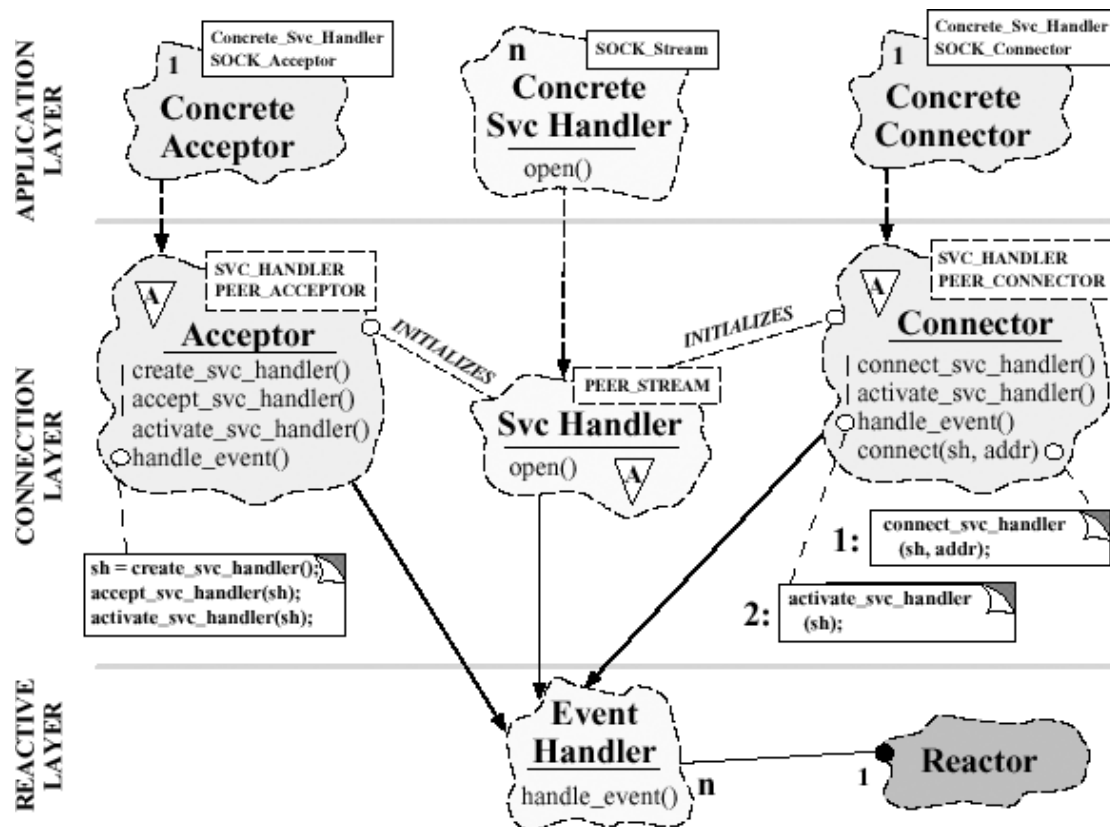 APPLICATION
LAYER
Concrete_Svc_Handler
SOCK_Acceptor
1
Concrete
Acceptor
SOCK_Stream
n
Concrete
Svc Handler
open()
Concrete_Svc_Handler
SOCK_Connector
1
Concrete
Connector
CONNECTION
LAYER
SVC_HANDLER
PEER_ACCEPTOR
A
Acceptor
create_svc_handler()
accept_svc_handler()
activate_svc_handler()
handle_event()
INITIALIZES
INITIALIZES
PEER_STREAM
Svc Handler
open()
A
SVC_HANDLER
PEER_CONNECTOR
A
Connector
connect_svc_handler()
activate_svc_handler()
handle_event()
connect(sh, addr)
sh = create_svc_handler();
accept_svc_handler(sh);
activate_svc_handler(sh);
1:
connect_svc_handler
(sh, addr);
2:
activate_svc_handler
(sh);
REACTIVE
LAYER
Event
Handler
handle_event()
n
1
Reactor